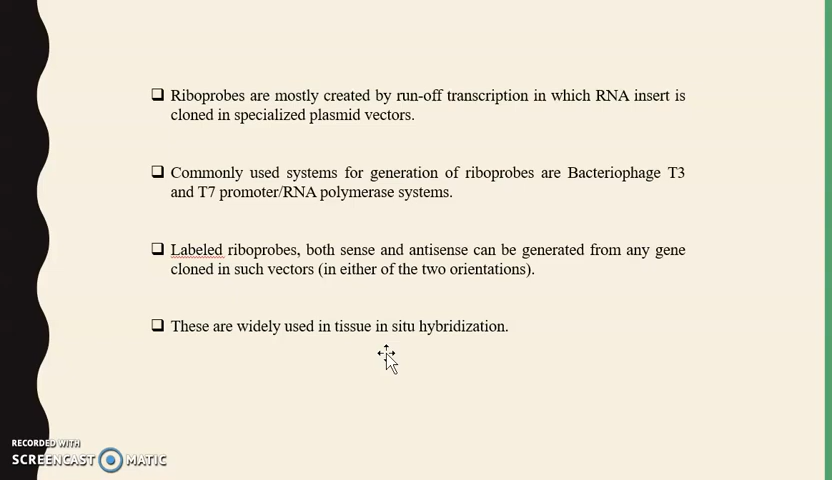 Riboprobes are mostly created by run-off transcription in which RNA insert is
cloned in specialized plasmid vectors.
Commonly used systems for generation of riboprobes are Bacteriophage T3
and T7 promoter/RNA polymerase systems.
Labeled riboprobes, both sense and antisense can be generated from any gene
cloned in such vectors (in either of the two orientations).
These are widely used in tissue in situ hybridization.
RECORDED WITH
SCREENCAST MATIC